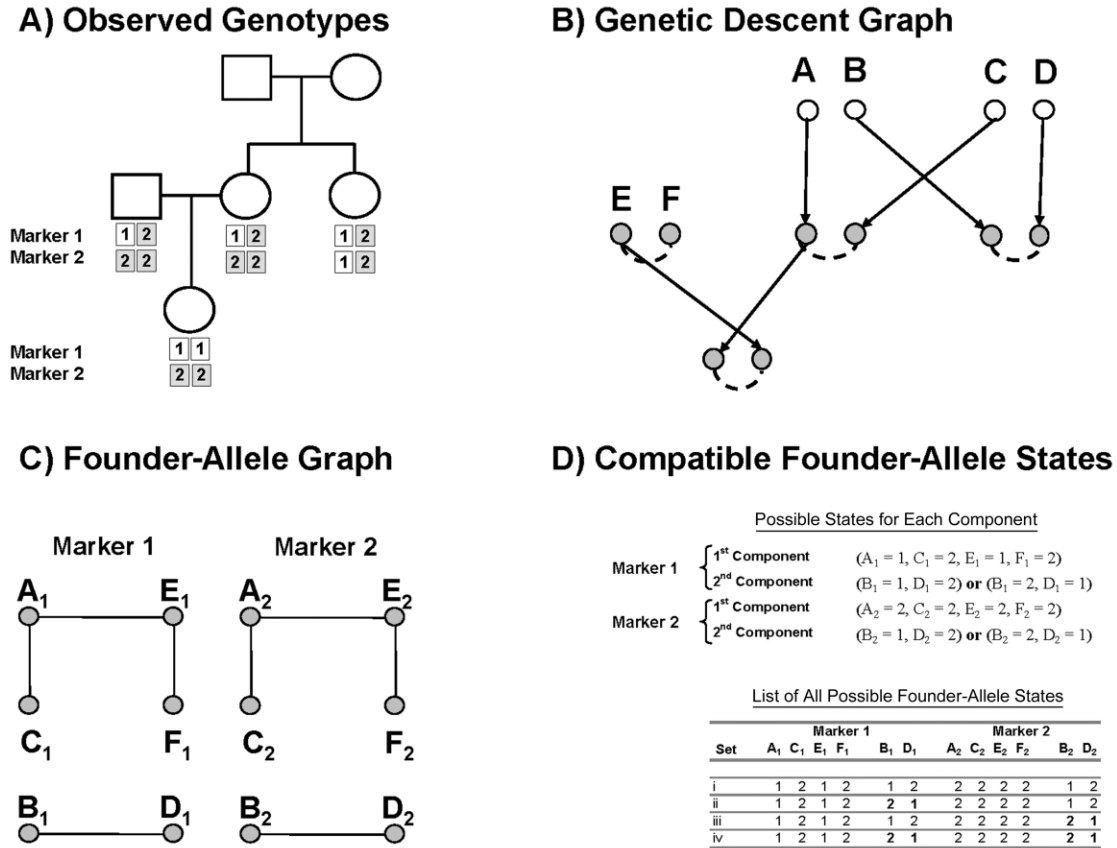 A) Observed Genotypes
Marker 1 1 2 1 2 1 2
Marker 2 2 2 2 2 1 2
Marker 1 1 1
Marker 2 2 2
B) Genetic Descent Graph
A B C D
E F
C) Founder-Allele Graph
Marker 1 Marker 2
A₁ E₁ A₂ E₂
C₁ F₁ C₂ F₂
B₁ D₁ B₂ D₂
D) Compatible Founder-Allele States
Possible States for Each Component
Marker 1 1st Component (A₁ = 1, C₁ = 2, E₁ = 1, F₁ = 2)
2nd Component (B₁ = 1, D₁ = 2) or (B₁ = 2, D₁ = 1)
Marker 2 1st Component (A₂ = 2, C₂ = 2, E₂ = 2, F₂ = 2)
2nd Component (B₂ = 1, D₂ = 2) or (B₂ = 2, D₂ = 1)
List of All Possible Founder-Allele States
Marker 1 Marker 2
Set A₁ C₁ E₁ F₁ B₁ D₁ A₂ C₂ E₂ F₂ B₂ D₂
i 1 2 1 2 1 2 2 2 2 2 1 2
ii 1 2 1 2 2 1 2 2 2 2 1 2
iii 1 2 1 2 1 2 2 2 2 2 2 1
iv 1 2 1 2 2 1 2 2 2 2 2 1